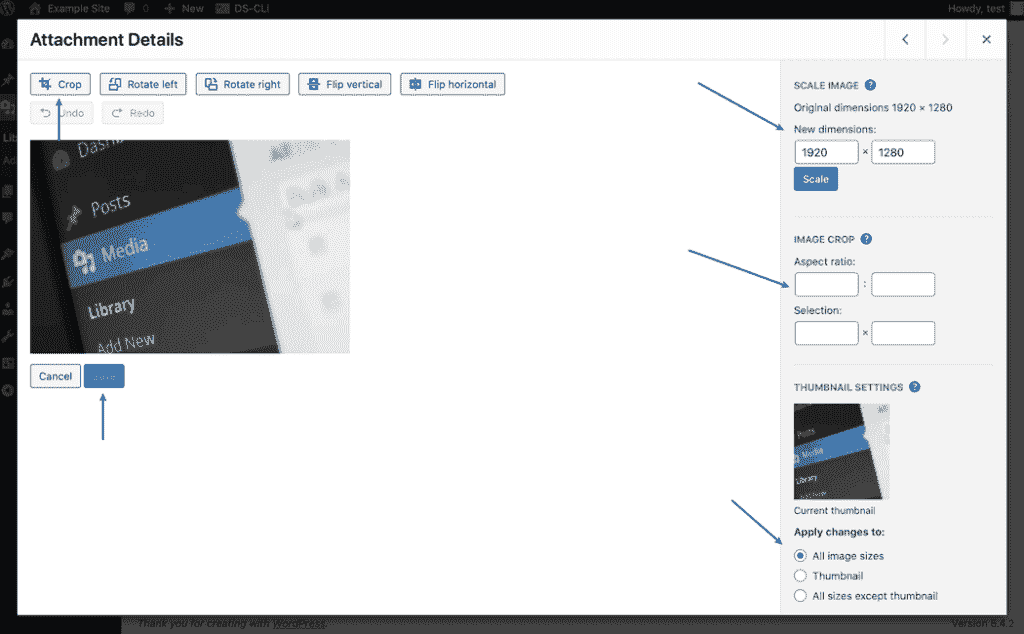 Example Site 0 New DS-CLI Howdy, test
Attachment Details
Crop Rotate left Rotate right Flip vertical Flip horizontal
Undo Redo
Posts
Media
Library
Add New
Cancel
SCALE IMAGE ?
Original dimensions 1920 × 1280
New dimensions:
1920 × 1280
Scale
IMAGE CROP ?
Aspect ratio:
:
Selection:
×
THUMBNAIL SETTINGS ?
Posts
Media
Library
Current thumbnail
Apply changes to:
All image sizes
Thumbnail
All sizes except thumbnail
Thank you for creating with WordPress. Version 6.4.2